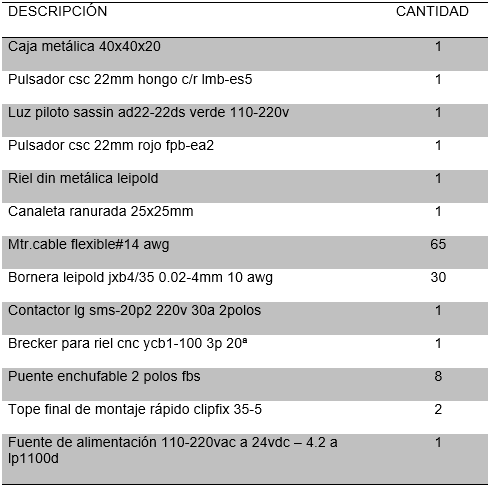 DESCRIPCIÓN CANTIDAD
Caja metálica 40x40x20 1
Pulsador csc 22mm hongo c/r lmb-es5 1
Luz piloto sassin ad22-22ds verde 110-220v 1
Pulsador csc 22mm rojo fpb-ea2 1
Riel din metálica leipold 1
Canaleta ranurada 25x25mm 1
Mtr.cable flexible#14 awg 65
Bornera leipold jxb4/35 0.02-4mm 10 awg 30
Contactor lg sms-20p2 220v 30a 2polos 1
Brecker para riel cnc ycb1-100 3p 20ª 1
Puente enchufable 2 polos fbs 8
Tope final de montaje rápido clipfix 35-5 2
Fuente de alimentación 110-220vac a 24vdc – 4.2 a 1
lp1100d